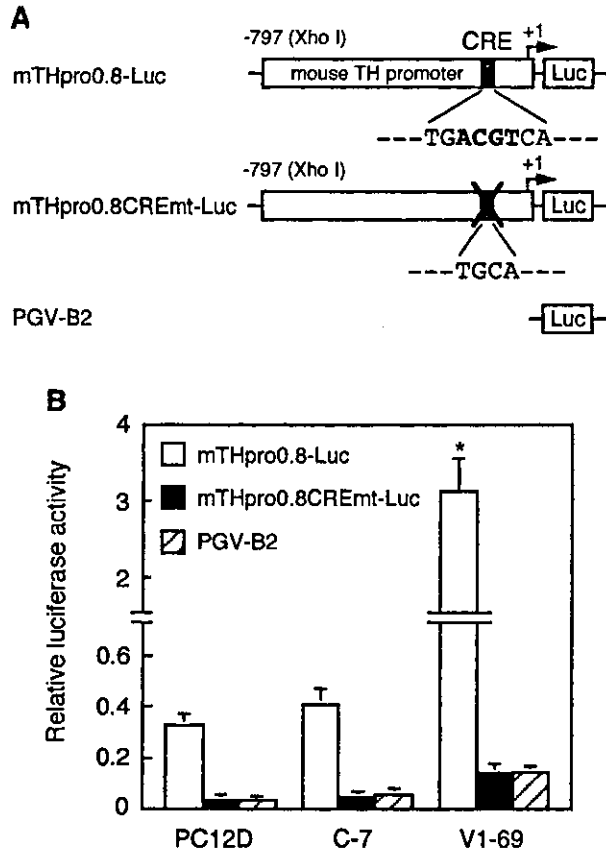 A
-797 (Xho I)
CRE
+1
mTHpro0.8-Luc
mouse TH promoter
Luc
---TGACGTCA---
-797 (Xho I)
+1
mTHpro0.8CREmt-Luc
Luc
---TGCA---
PGV-B2
Luc
B
Relative luciferase activity
4
3
2
0.6
0.4
0.2
0
mTHpro0.8-Luc
mTHpro0.8CREmt-Luc
PGV-B2
*
PC12D
C-7
V1-69